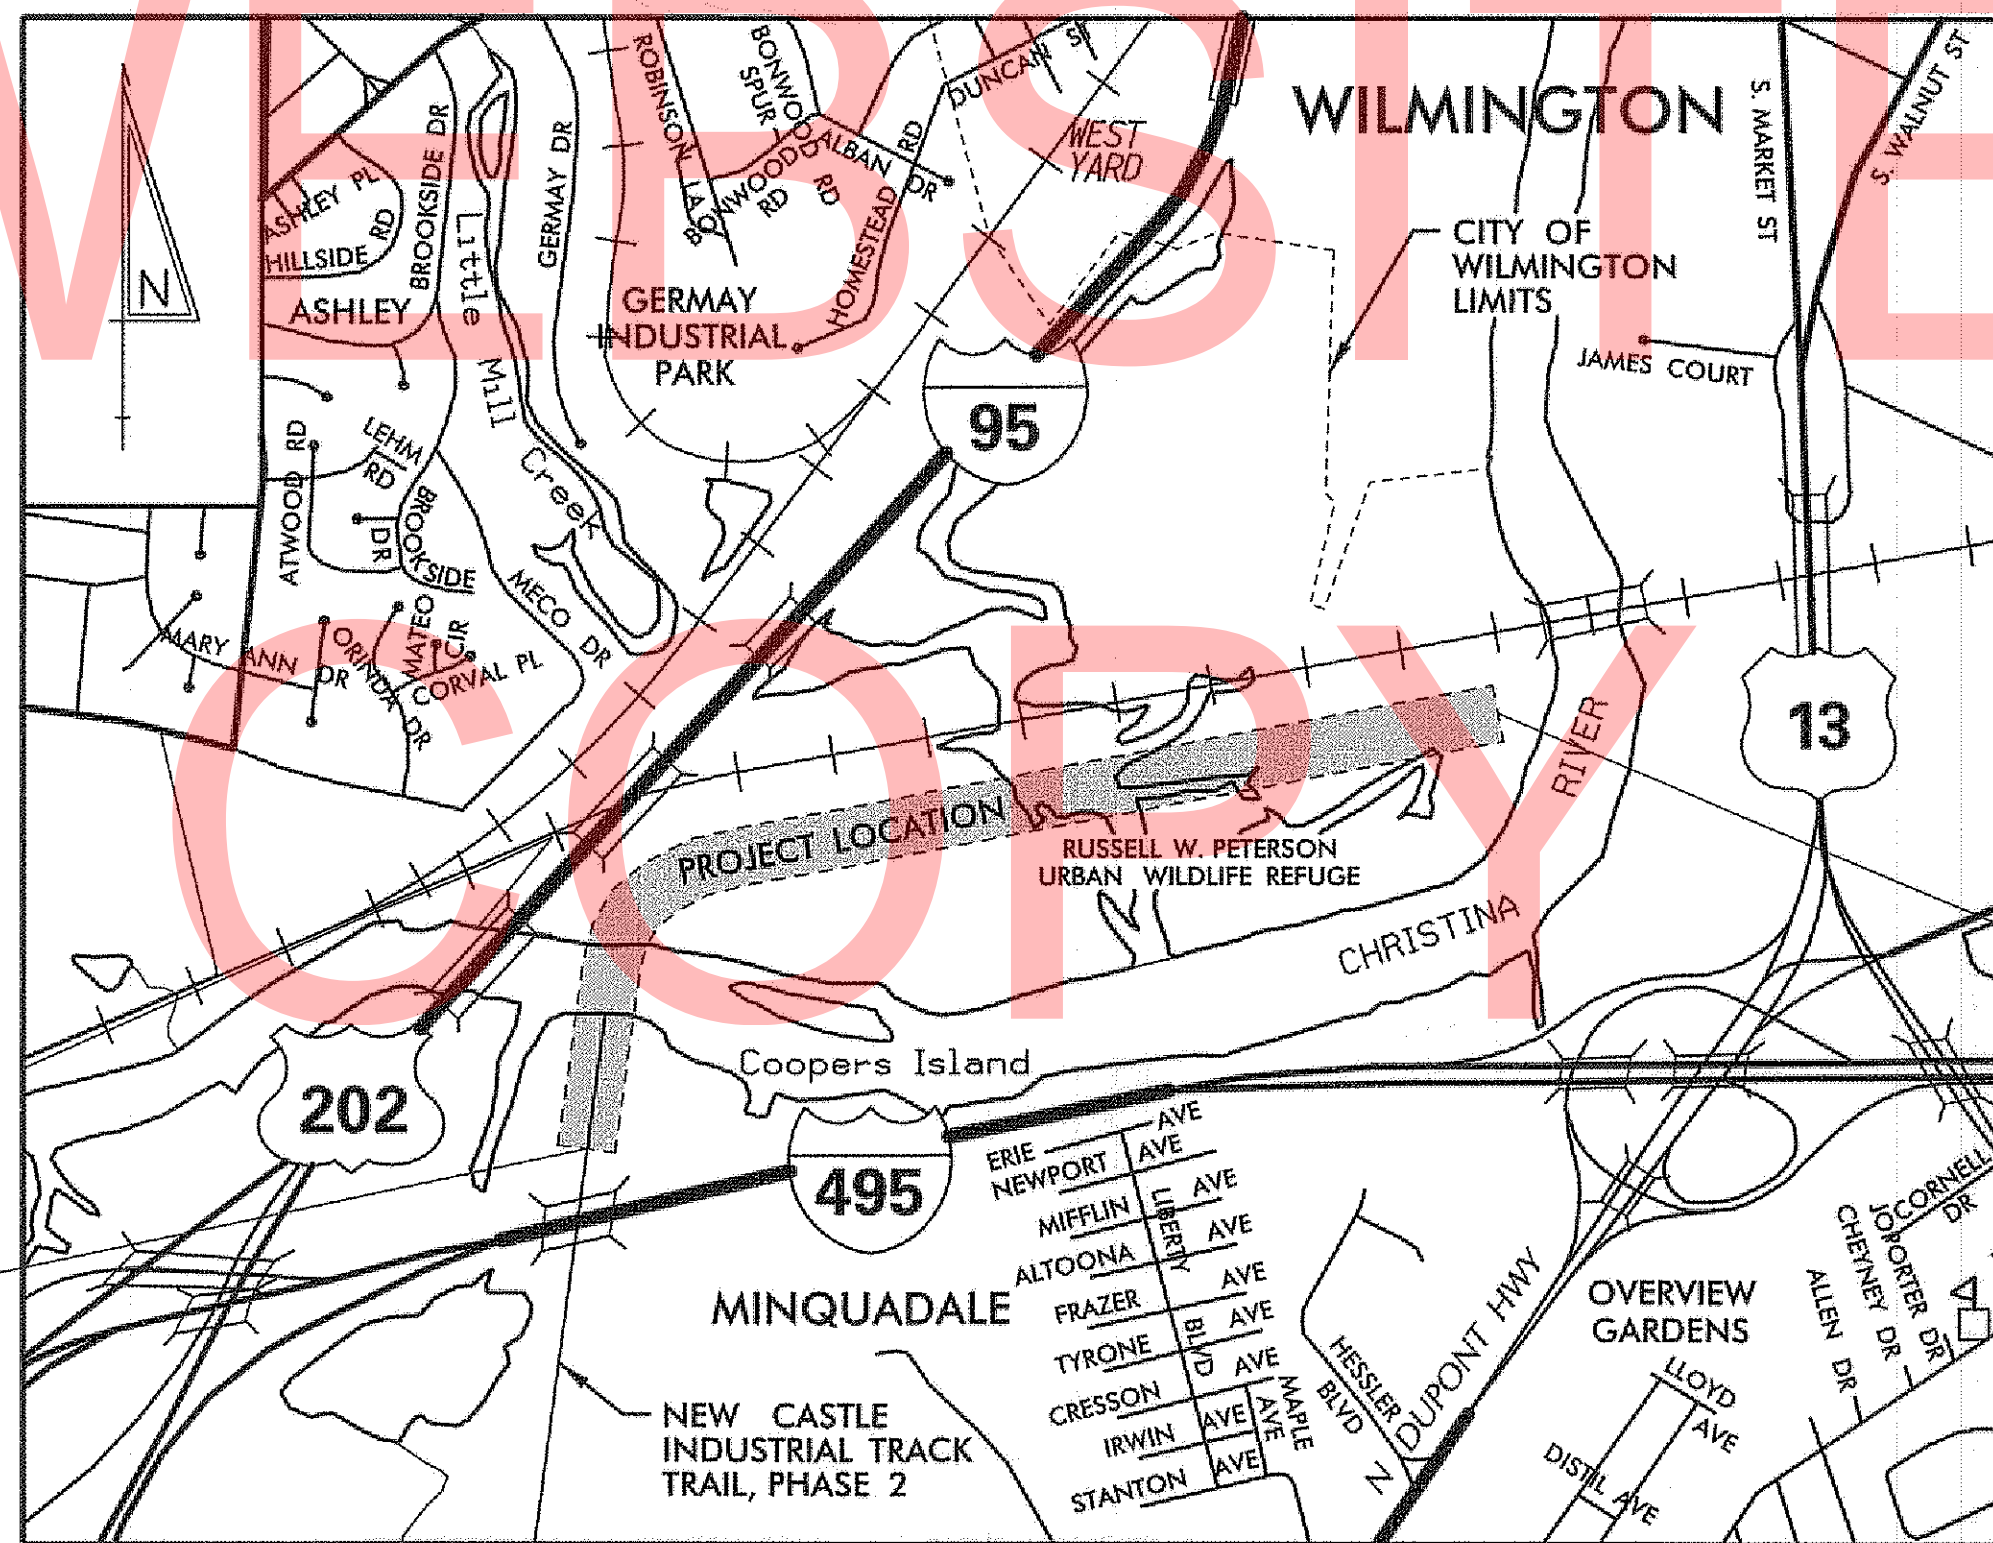 WEBSITE
COPY
N
WILMINGTON
WEST
YARD
CITY OF
WILMINGTON
LIMITS
S. MARKET ST
S. WALNUT ST
JAMES COURT
ROBINSON LA
BONWOOD
SPUR
BONWOOD
RD
RD
ALBAN
DR
DUNCAN ST
HOMESTEAD
RD
GERMAY DR
GERMAY
INDUSTRIAL
PARK
BROOKSIDE DR
ASHLEY PL
HILLSIDE RD
ASHLEY
Little Mill Creek
ATWOOD RD
LEHM
RD
BROOKSIDE
DR
MECO DR
MARY ANN DR
ORINDA DR
MATEO
CIR
CORVAL PL
95
13
PROJECT LOCATION
RUSSELL W. PETERSON
URBAN WILDLIFE REFUGE
CHRISTINA
RIVER
Coopers Island
202
495
MINQUADALE
NEW CASTLE
INDUSTRIAL TRACK
TRAIL, PHASE 2
ERIE AVE
NEWPORT AVE
MIFFLIN AVE
ALTOONA AVE
FRAZER AVE
TYRONE AVE
CRESSON AVE
IRWIN AVE
STANTON AVE
LIBERTY
BLVD
MAPLE
AVE
HESSLER
BLVD
N DUPONT HWY
OVERVIEW
GARDENS
LLOYD
AVE
DISTIL AVE
ALLEN DR
CHEYNEY DR
PORTER DR
CORNELL
DR